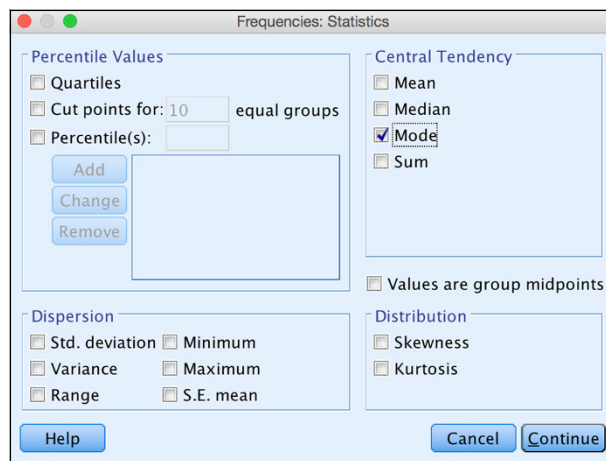 Frequencies: Statistics
Percentile Values
Quartiles
Cut points for: 10 equal groups
Percentile(s):
Add
Change
Remove
Central Tendency
Mean
Median
Mode
Sum
Values are group midpoints
Dispersion
Std. deviation Minimum
Variance Maximum
Range S.E. mean
Distribution
Skewness
Kurtosis
Help Cancel Continue